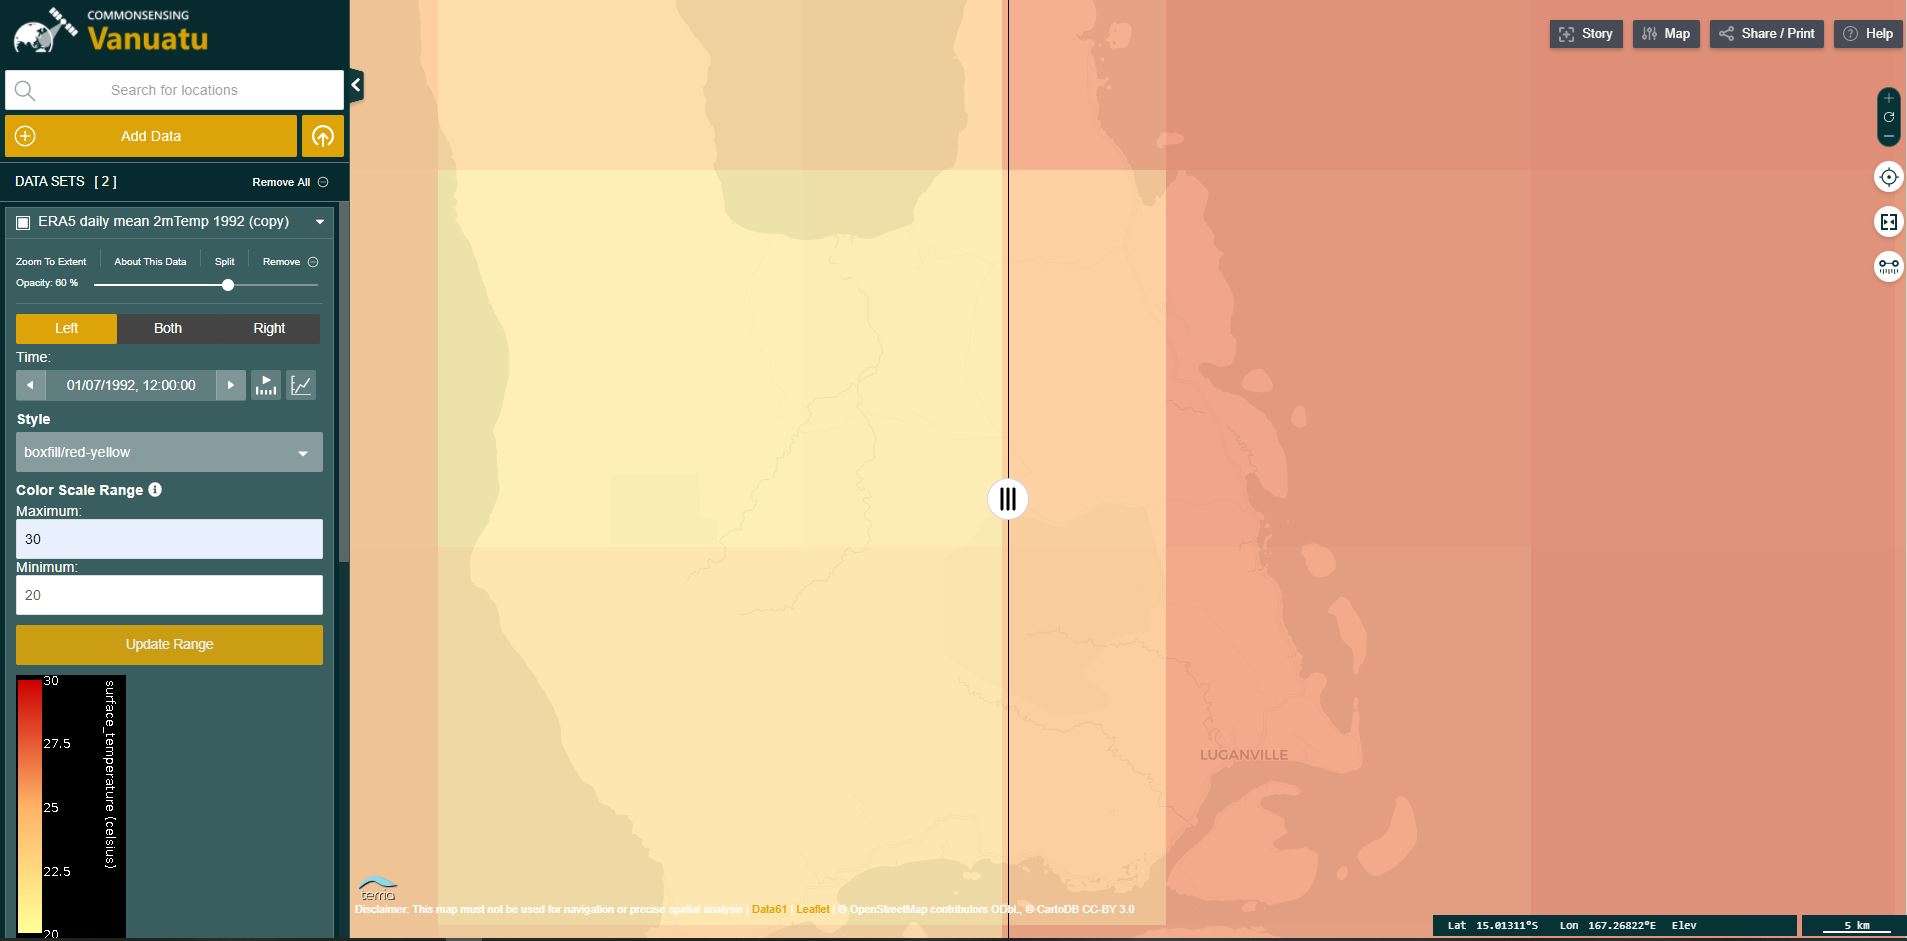 COMMONSENSING
Vanuatu
Story
Map
Share / Print
Help
Search for locations
Add Data
DATA SETS [ 2 ]
Remove All
ERA5 daily mean 2mTemp 1992 (copy)
Zoom To Extent
About This Data
Split
Remove
Opacity: 60 %
Left
Both
Right
Time:
01/07/1992, 12:00:00
Style
boxfill/red-yellow
Color Scale Range
Maximum:
30
Minimum:
20
Update Range
30
27.5
25
22.5
20
surface_temperature (celsius)
LUGANVILLE
terria
Disclaimer: This map must not be used for navigation or precise spatial analysis | Data61 | Leaflet | © OpenStreetMap contributors ODbL, © CartoDB CC-BY 3.0
Lat 15.01311°S Lon 167.26822°E Elev
5 km